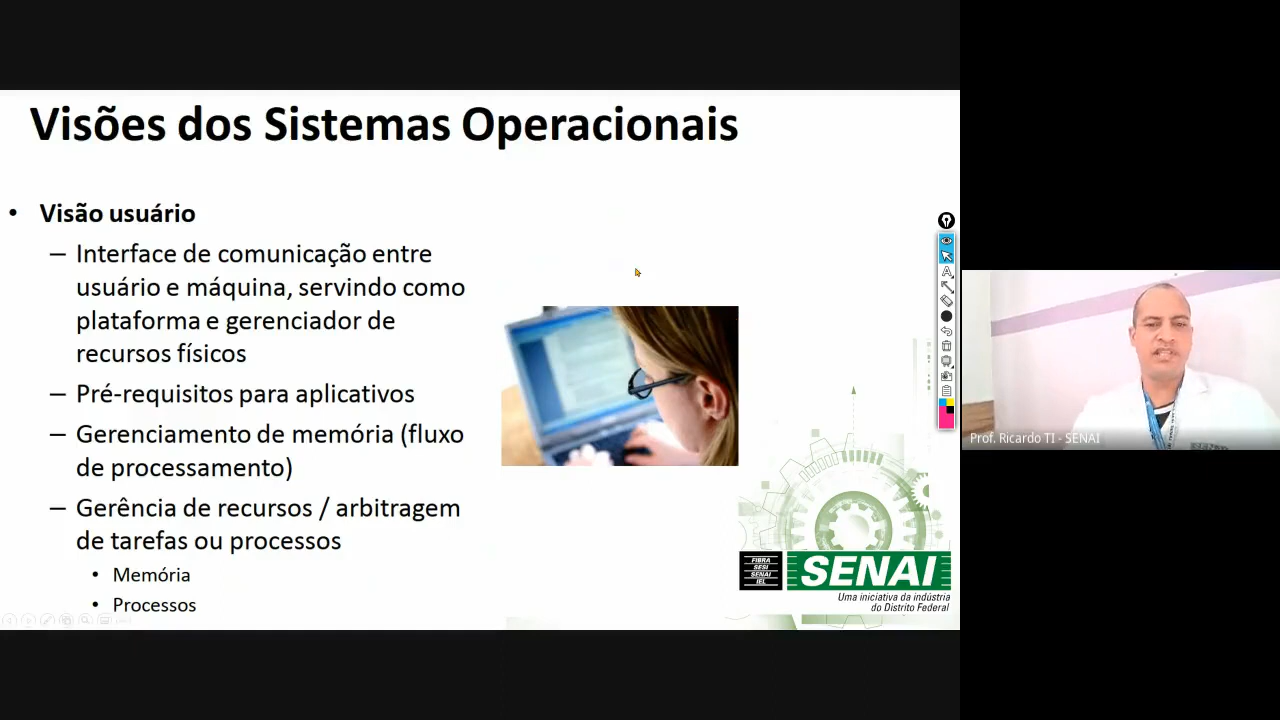 Visões dos Sistemas Operacionais
• Visão usuário
– Interface de comunicação entre
usuário e máquina, servindo como
plataforma e gerenciador de
recursos físicos
– Pré-requisitos para aplicativos
– Gerenciamento de memória (fluxo
de processamento)
– Gerência de recursos / arbitragem
de tarefas ou processos
• Memória
• Processos
FIBRA
SESI
SENAI
IEL
SENAI
Uma iniciativa da indústria
do Distrito Federal
Prof. Ricardo TI - SENAI